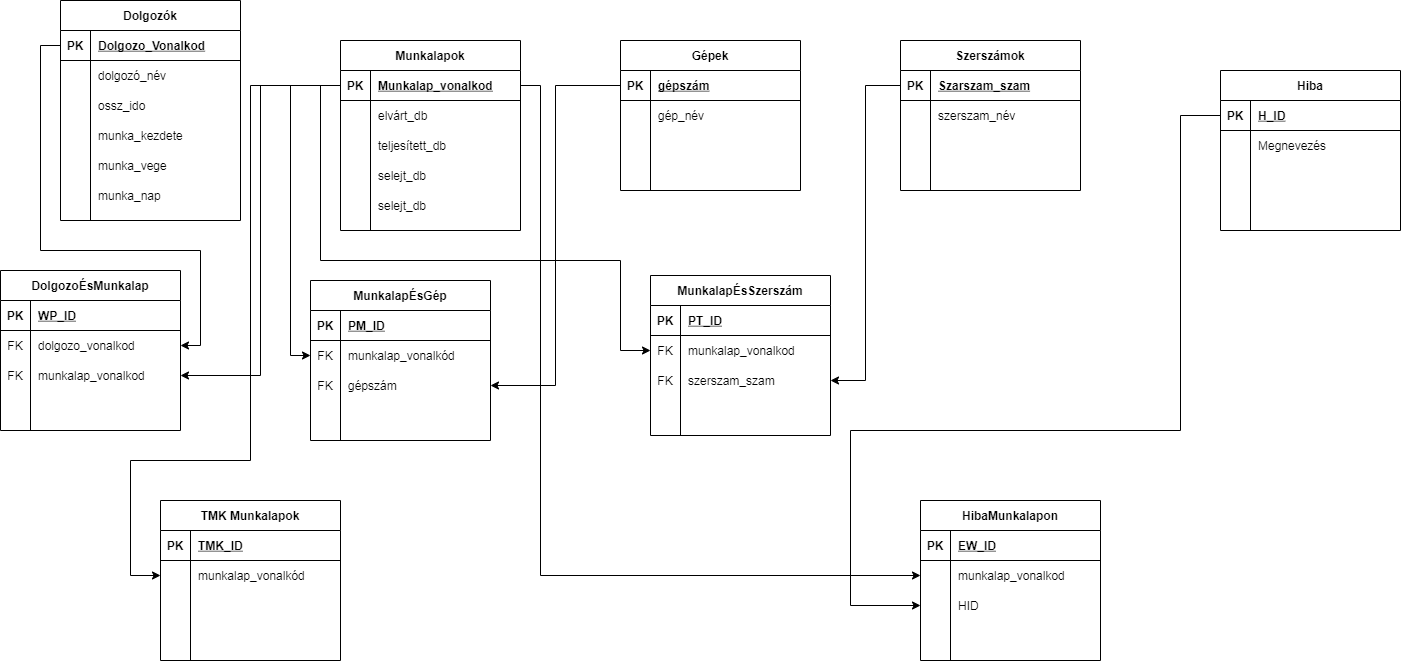 Dolgozók
PK Dolgozo_Vonalkod
dolgozó_név
ossz_ido
munka_kezdete
munka_vege
munka_nap
Munkalapok
PK Munkalap_vonalkod
elvárt_db
teljesített_db
selejt_db
selejt_db
Gépek
PK gépszám
gép_név
Szerszámok
PK Szarszam_szam
szerszam_név
Hiba
PK H_ID
Megnevezés
DolgozoÉsMunkalap
PK WP_ID
FK dolgozo_vonalkod
FK munkalap_vonalkod
MunkalapÉsGép
PK PM_ID
FK munkalap_vonalkód
FK gépszám
MunkalapÉsSzerszám
PK PT_ID
FK munkalap_vonalkod
FK szerszam_szam
TMK Munkalapok
PK TMK_ID
munkalap_vonalkód
HibaMunkalapon
PK EW_ID
munkalap_vonalkod
HID